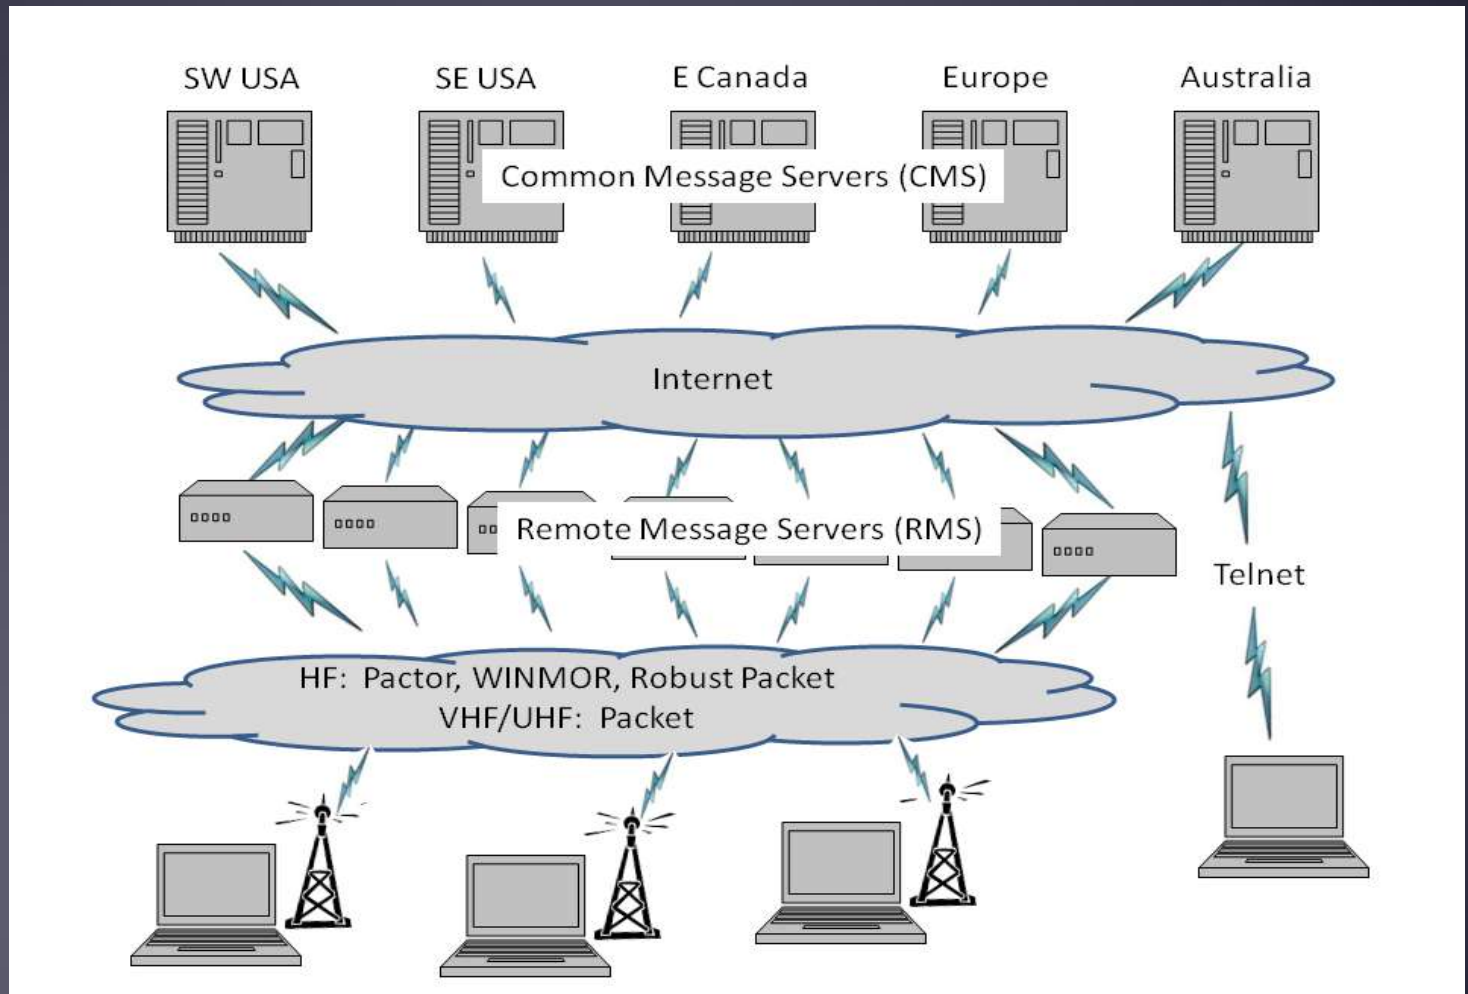 SW USA
SE USA
E Canada
Europe
Australia
Common Message Servers (CMS)
Internet
Remote Message Servers (RMS)
Telnet
HF: Pactor, WINMOR, Robust Packet
VHF/UHF: Packet